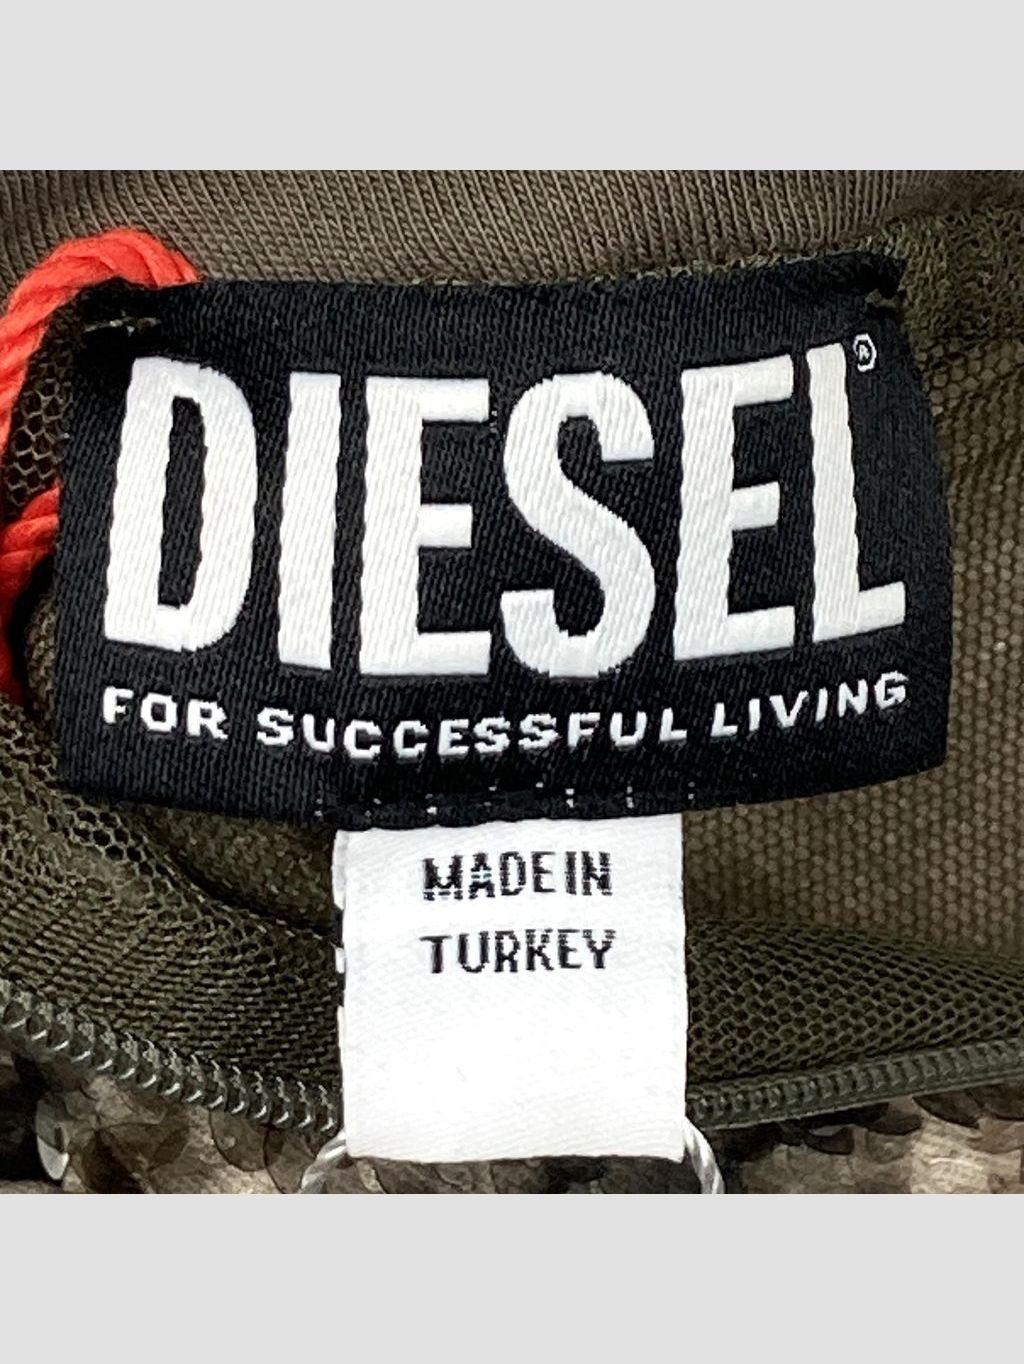 DIESEL®
FOR SUCCESSFUL LIVING
MADE IN
TURKEY